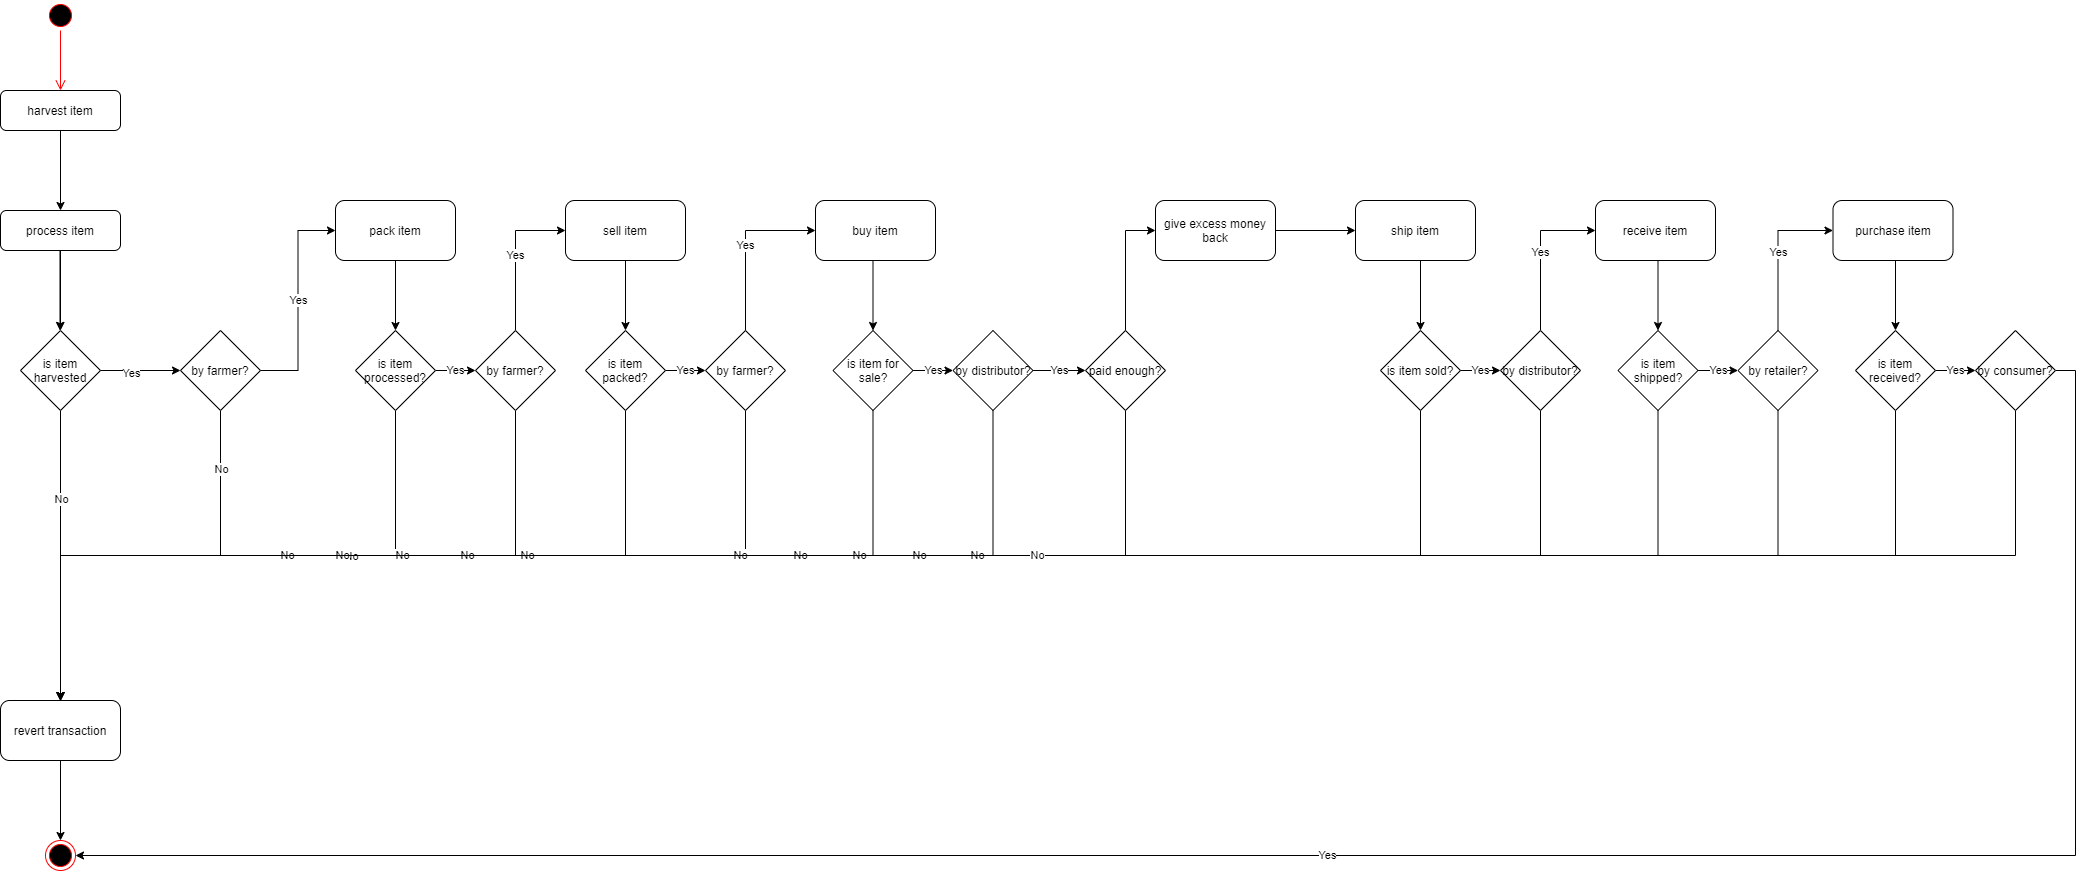 harvest item
process item
pack item
sell item
buy item
give excess money
back
ship item
receive item
purchase item
Yes
Yes
Yes
Yes
Yes
Yes
is item
harvested
Yes
by farmer?
is item
processed?
Yes
by farmer?
is item
packed?
Yes
by farmer?
is item for
sale?
Yes
by distributor?
Yes
paid enough?
is item sold?
Yes
by distributor?
is item
shipped?
Yes
by retailer?
is item
received?
Yes
by consumer?
No
No
No
No
No
No
No
No
No
No
No
No
No
revert transaction
Yes